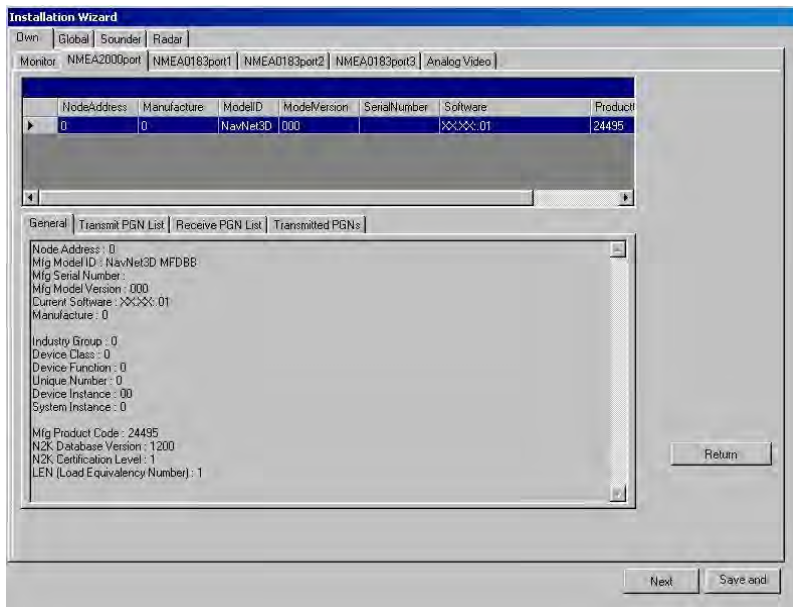 Installation Wizard
Own Global Sounder Radar
Monitor NMEA2000port NMEA0183port1 NMEA0183port2 NMEA0183port3 Analog Video
NodeAddress Manufacture ModelID ModelVersion SerialNumber Software Product
0 0 NavNet3D 000 XX.XX:.01 24495
General Transmit PGN List Receive PGN List Transmitted PGNs
Node Address : 0
Mfg Model ID : NavNet3D MFDBB
Mfg Serial Number :
Mfg Model Version : 000
Current Software : XX.XX:.01
Manufacture : 0
Industry Group : 0
Device Class : 0
Device Function : 0
Unique Number : 0
Device Instance : 00
System Instance : 0
Mfg Product Code : 24495
N2K Database Version : 1200
N2K Certification Level : 1
LEN (Load Equivalency Number) : 1
Return
Next Save and